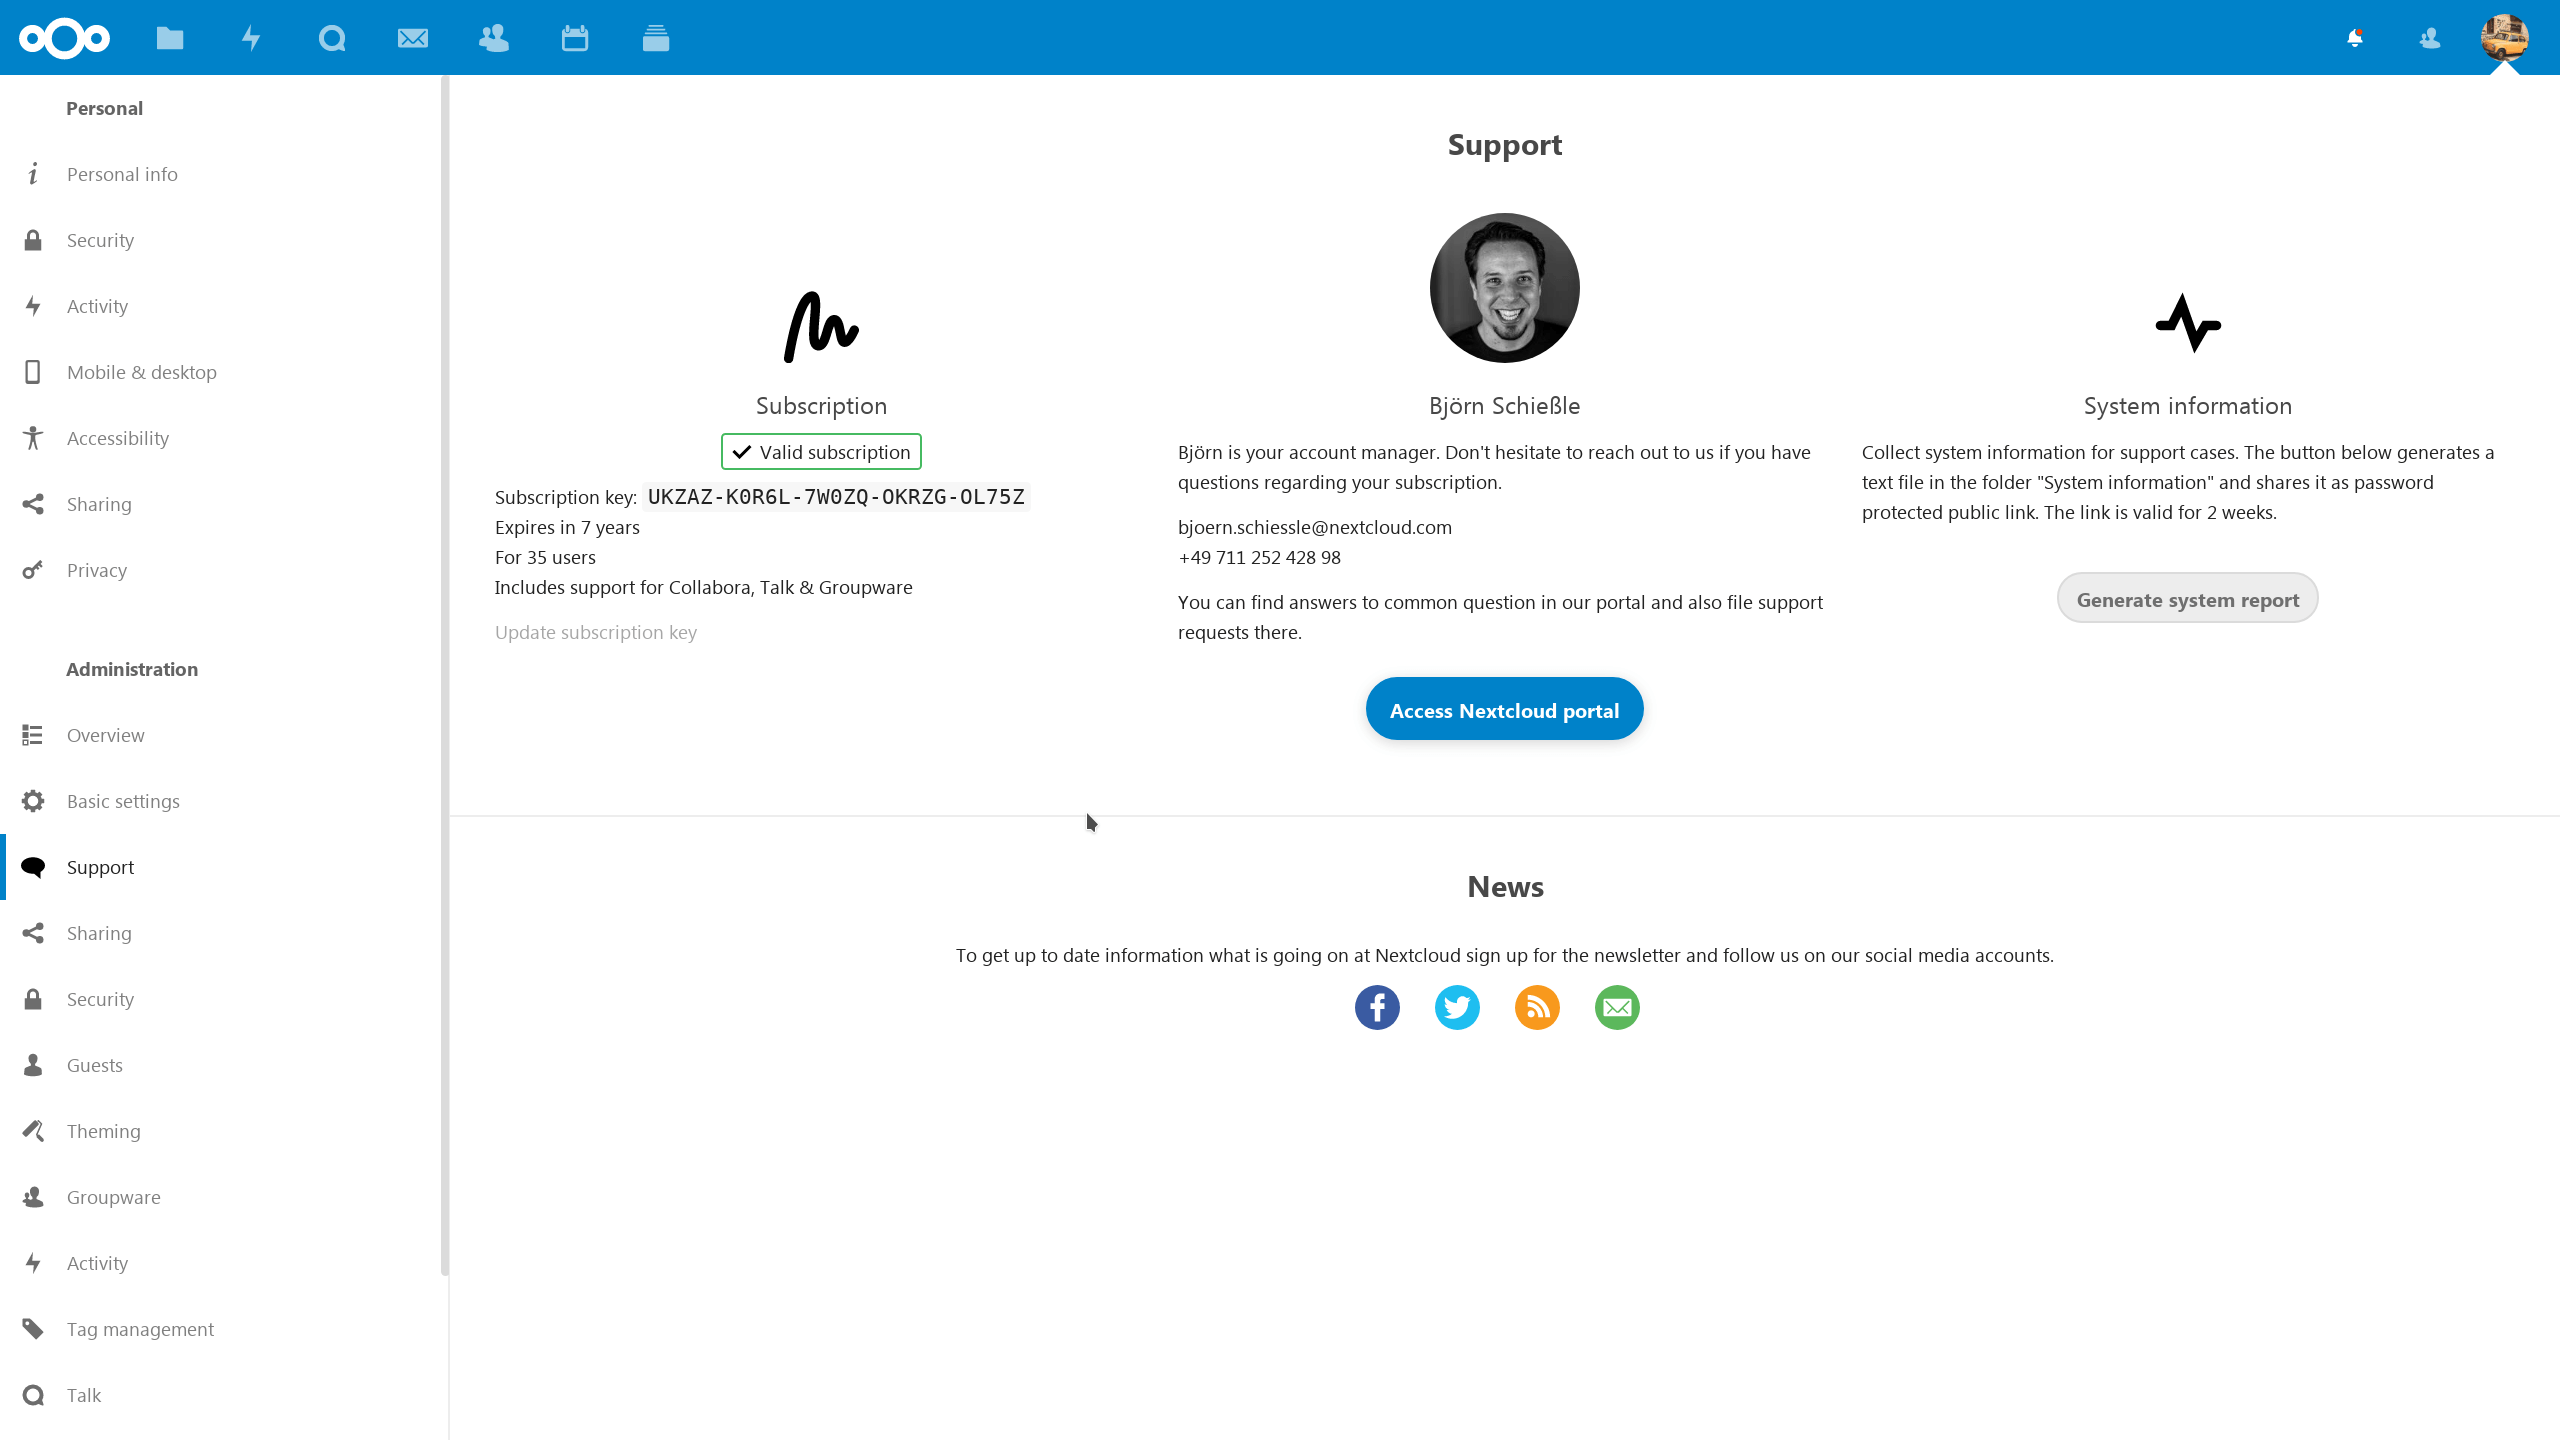 Personal
Personal info
Security
Activity
Mobile & desktop
Accessibility
Sharing
Privacy
Administration
Overview
Basic settings
Support
Sharing
Security
Guests
Theming
Groupware
Activity
Tag management
Talk
Support
Subscription
Valid subscription
Subscription key: UKZAZ-K0R6L-7W0ZQ-OKRZG-OL75Z
Expires in 7 years
For 35 users
Includes support for Collabora, Talk & Groupware
Update subscription key
Björn Schießle
Björn is your account manager. Don't hesitate to reach out to us if you have
questions regarding your subscription.
bjoern.schiessle@nextcloud.com
+49 711 252 428 98
You can find answers to common question in our portal and also file support
requests there.
Access Nextcloud portal
System information
Collect system information for support cases. The button below generates a
text file in the folder "System information" and shares it as password
protected public link. The link is valid for 2 weeks.
Generate system report
News
To get up to date information what is going on at Nextcloud sign up for the newsletter and follow us on our social media accounts.